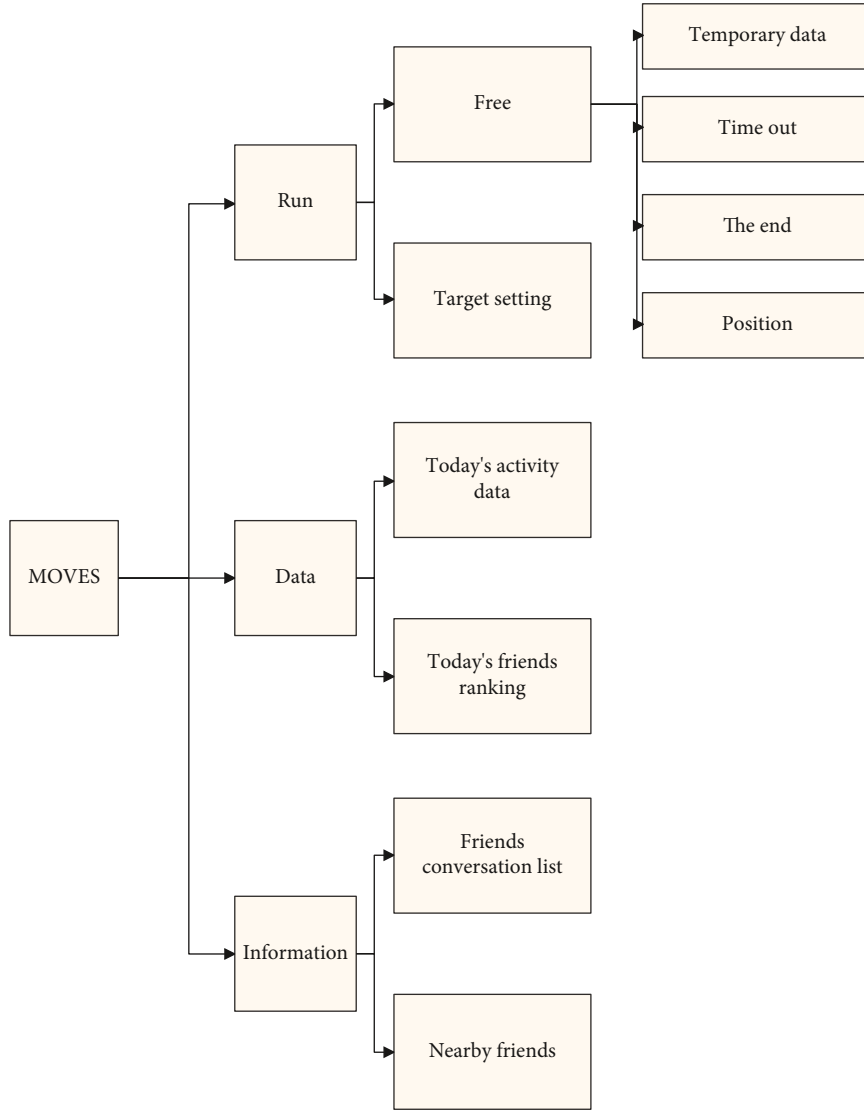 Temporary data
Free
Time out
Run
The end
Target setting
Position
Today's activity
data
MOVES
Data
Today's friends
ranking
Friends
conversation list
Information
Nearby friends